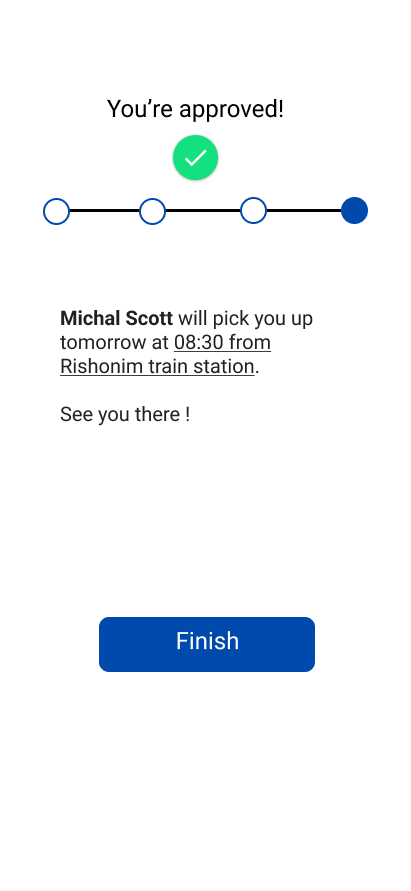 You’re approved!
Michal Scott will pick you up
tomorrow at 08:30 from
Rishonim train station.
See you there !
Finish